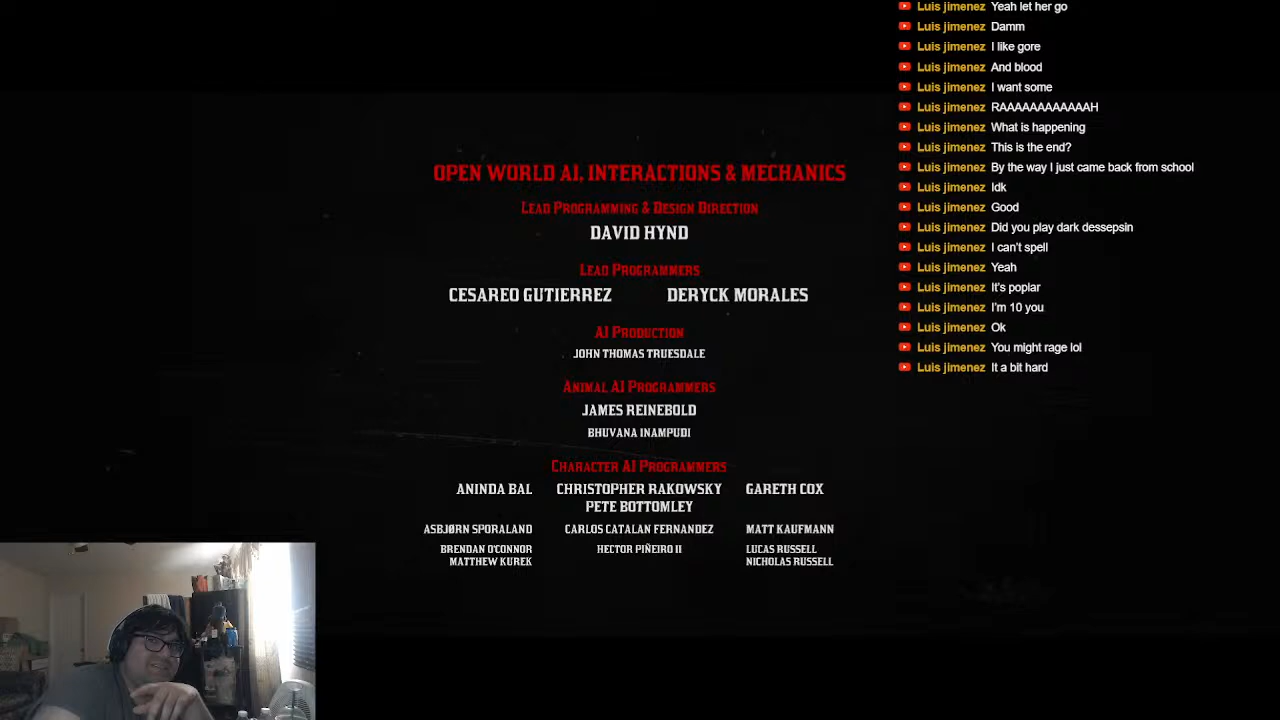 OPEN WORLD AI, INTERACTIONS & MECHANICS
LEAD PROGRAMMING & DESIGN DIRECTION
DAVID HYND
LEAD PROGRAMMERS
CESAREO GUTIERREZ DERYCK MORALES
AI PRODUCTION
JOHN THOMAS TRUESDALE
ANIMAL AI PROGRAMMERS
JAMES REINEBOLD
BHUVANA INAMPUDI
CHARACTER AI PROGRAMMERS
ANINDA BAL CHRISTOPHER RAKOWSKY GARETH COX
PETE BOTTOMLEY
ASBJØRN SPORALAND CARLOS CATALAN FERNANDEZ MATT KAUFMANN
BRENDAN O'CONNOR HECTOR PIÑEIRO II LUCAS RUSSELL
MATTHEW KUREK NICHOLAS RUSSELL
Luis jimenez Yeah let her go
Luis jimenez Damm
Luis jimenez I like gore
Luis jimenez And blood
Luis jimenez I want some
Luis jimenez RAAAAAAAAAAAAH
Luis jimenez What is happening
Luis jimenez This is the end?
Luis jimenez By the way I just came back from school
Luis jimenez Idk
Luis jimenez Good
Luis jimenez Did you play dark dessepsin
Luis jimenez I can't spell
Luis jimenez Yeah
Luis jimenez It's poplar
Luis jimenez I'm 10 you
Luis jimenez Ok
Luis jimenez You might rage lol
Luis jimenez It a bit hard